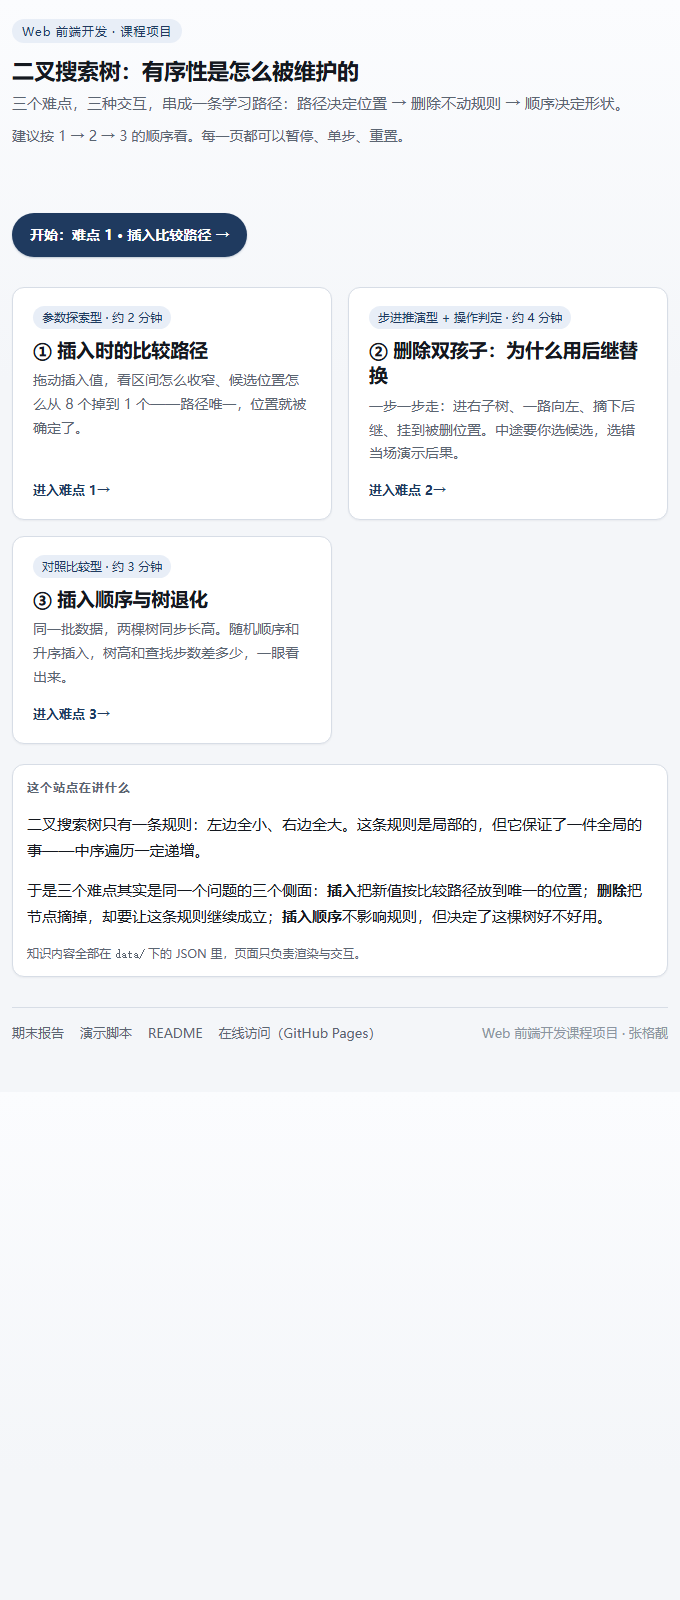 Web 前端开发 · 课程项目
二叉搜索树：有序性是怎么被维护的
三个难点，三种交互，串成一条学习路径：路径决定位置 → 删除不动规则 → 顺序决定形状。
建议按 1 → 2 → 3 的顺序看。每一页都可以暂停、单步、重置。
开始：难点 1 • 插入比较路径 →
参数探索型 · 约 2 分钟
① 插入时的比较路径
拖动插入值，看区间怎么收窄、候选位置怎
么从 8 个掉到 1 个——路径唯一，位置就被
确定了。
进入难点 1→
步进推演型 + 操作判定 · 约 4 分钟
② 删除双孩子：为什么用后继替
换
一步一步走：进右子树、一路向左、摘下后
继、挂到被删位置。中途要你选候选，选错
当场演示后果。
进入难点 2→
对照比较型 · 约 3 分钟
③ 插入顺序与树退化
同一批数据，两棵树同步长高。随机顺序和
升序插入，树高和查找步数差多少，一眼看
出来。
进入难点 3→
这个站点在讲什么
二叉搜索树只有一条规则：左边全小、右边全大。这条规则是局部的，但它保证了一件全局的
事——中序遍历一定递增。
于是三个难点其实是同一个问题的三个侧面：插入把新值按比较路径放到唯一的位置；删除把
节点摘掉，却要让这条规则继续成立；插入顺序不影响规则，但决定了这棵树好不好用。
知识内容全部在 data/ 下的 JSON 里，页面只负责渲染与交互。
期末报告 演示脚本 README 在线访问（GitHub Pages） Web 前端开发课程项目 · 张格靓